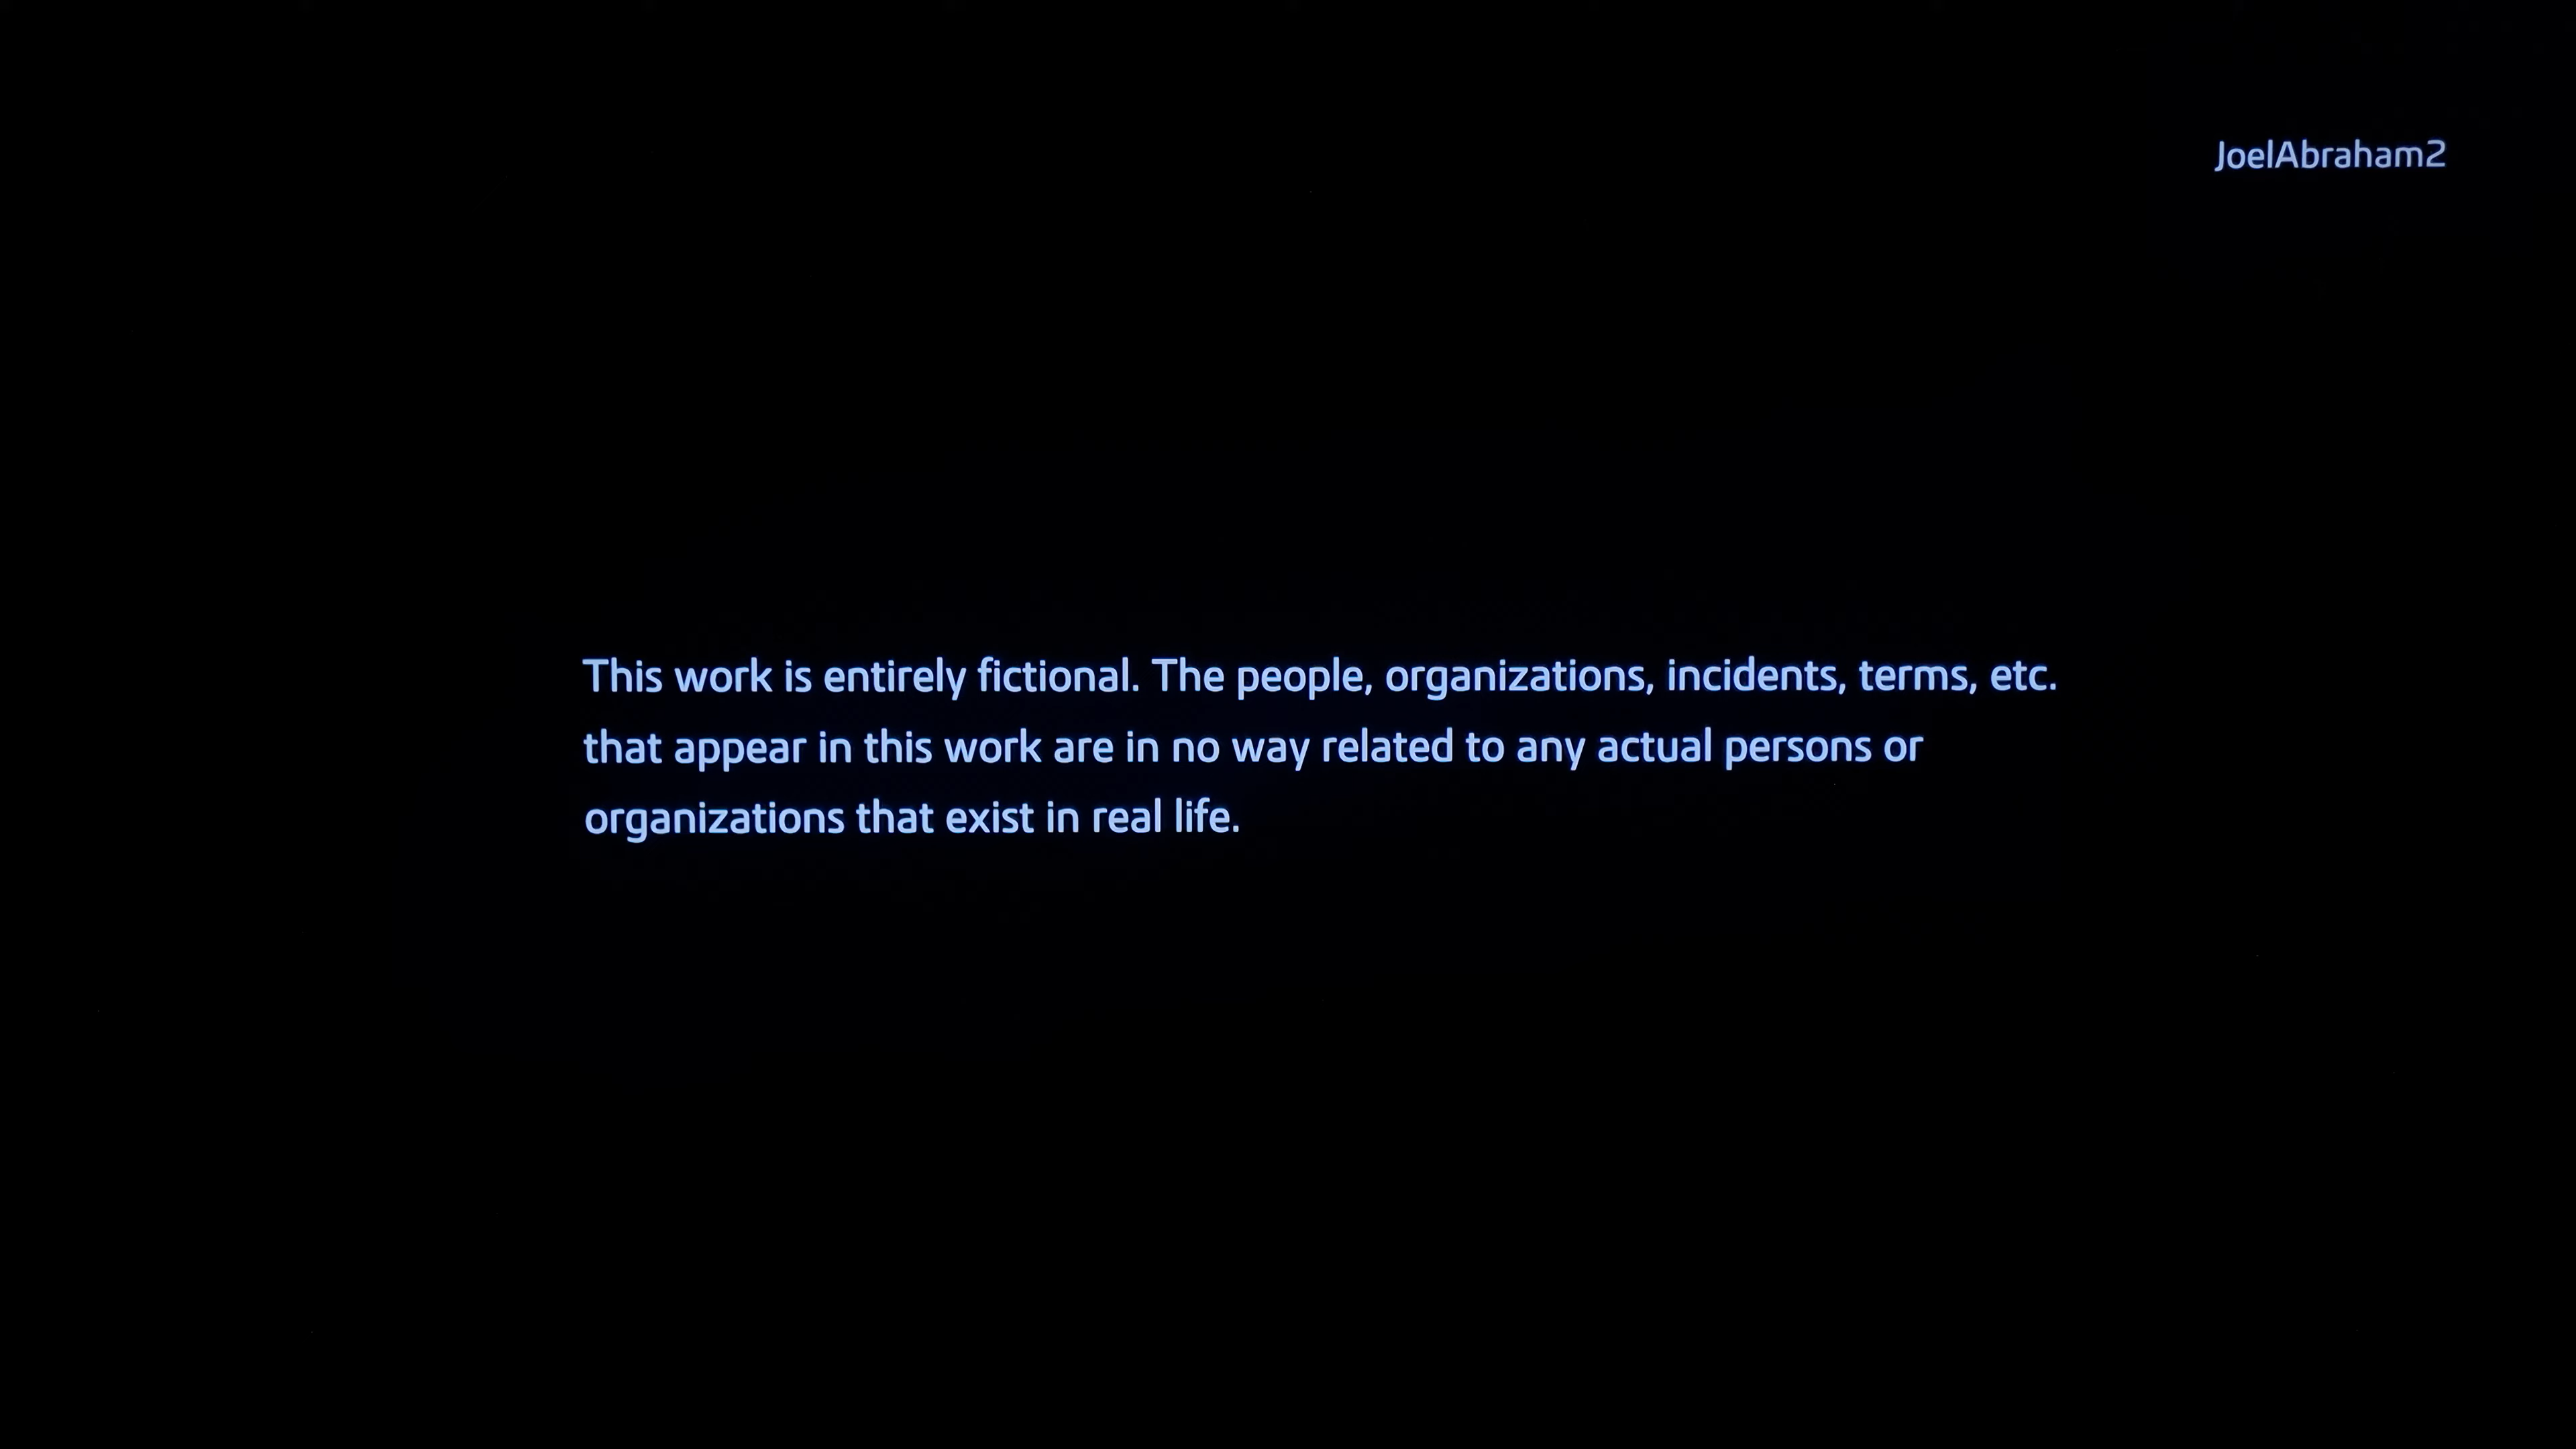 JoelAbraham2
This work is entirely fictional. The people, organizations, incidents, terms, etc.
that appear in this work are in no way related to any actual persons or
organizations that exist in real life.